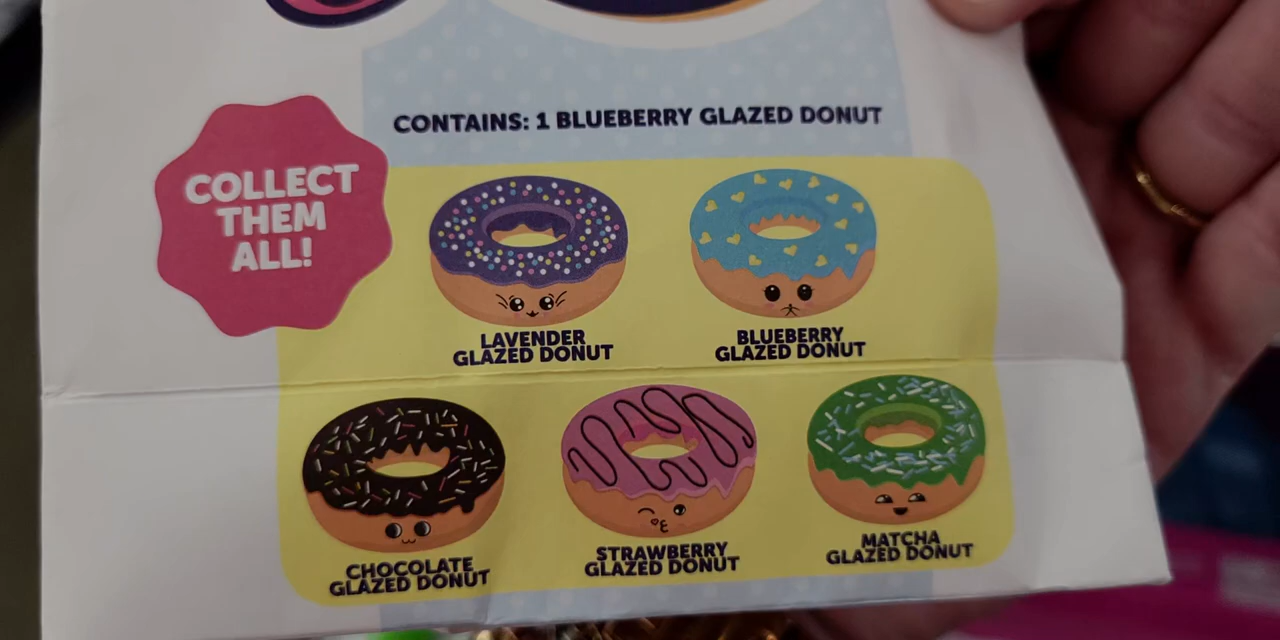 CONTAINS: 1 BLUEBERRY GLAZED DONUT
COLLECT
THEM
ALL!
LAVENDER
GLAZED DONUT
BLUEBERRY
GLAZED DONUT
CHOCOLATE
GLAZED DONUT
STRAWBERRY
GLAZED DONUT
MATCHA
GLAZED DONUT